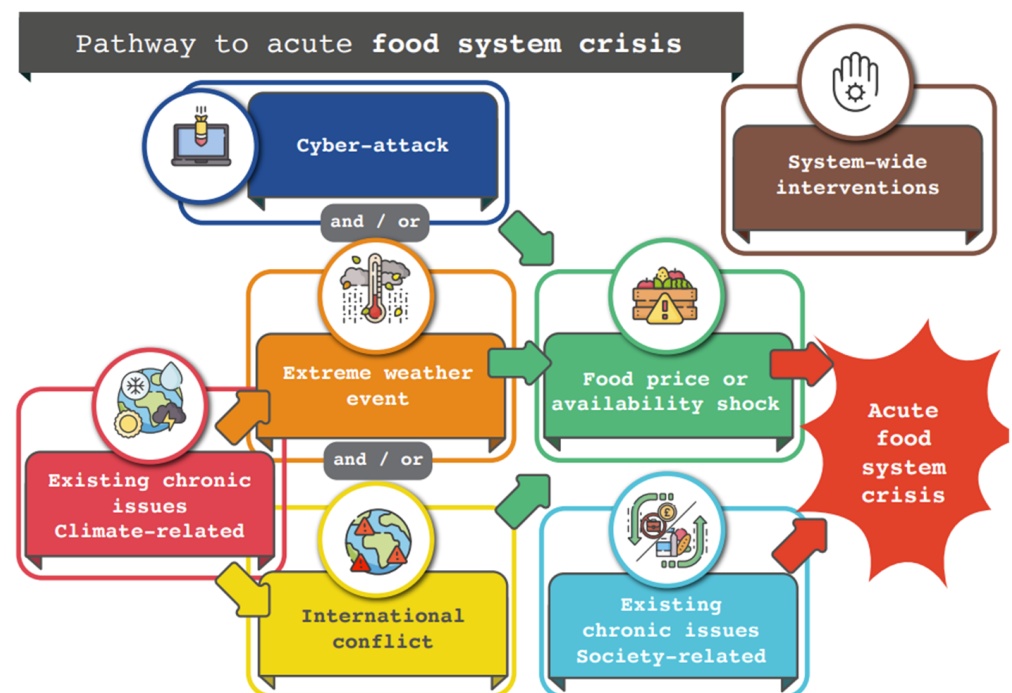 Pathway to acute food system crisis
Cyber-attack
System-wide
interventions
and / or
Extreme weather
event
Food price or
availability shock
Acute
food
system
crisis
and / or
Existing chronic
issues
Climate-related
International
conflict
Existing
chronic issues
Society-related